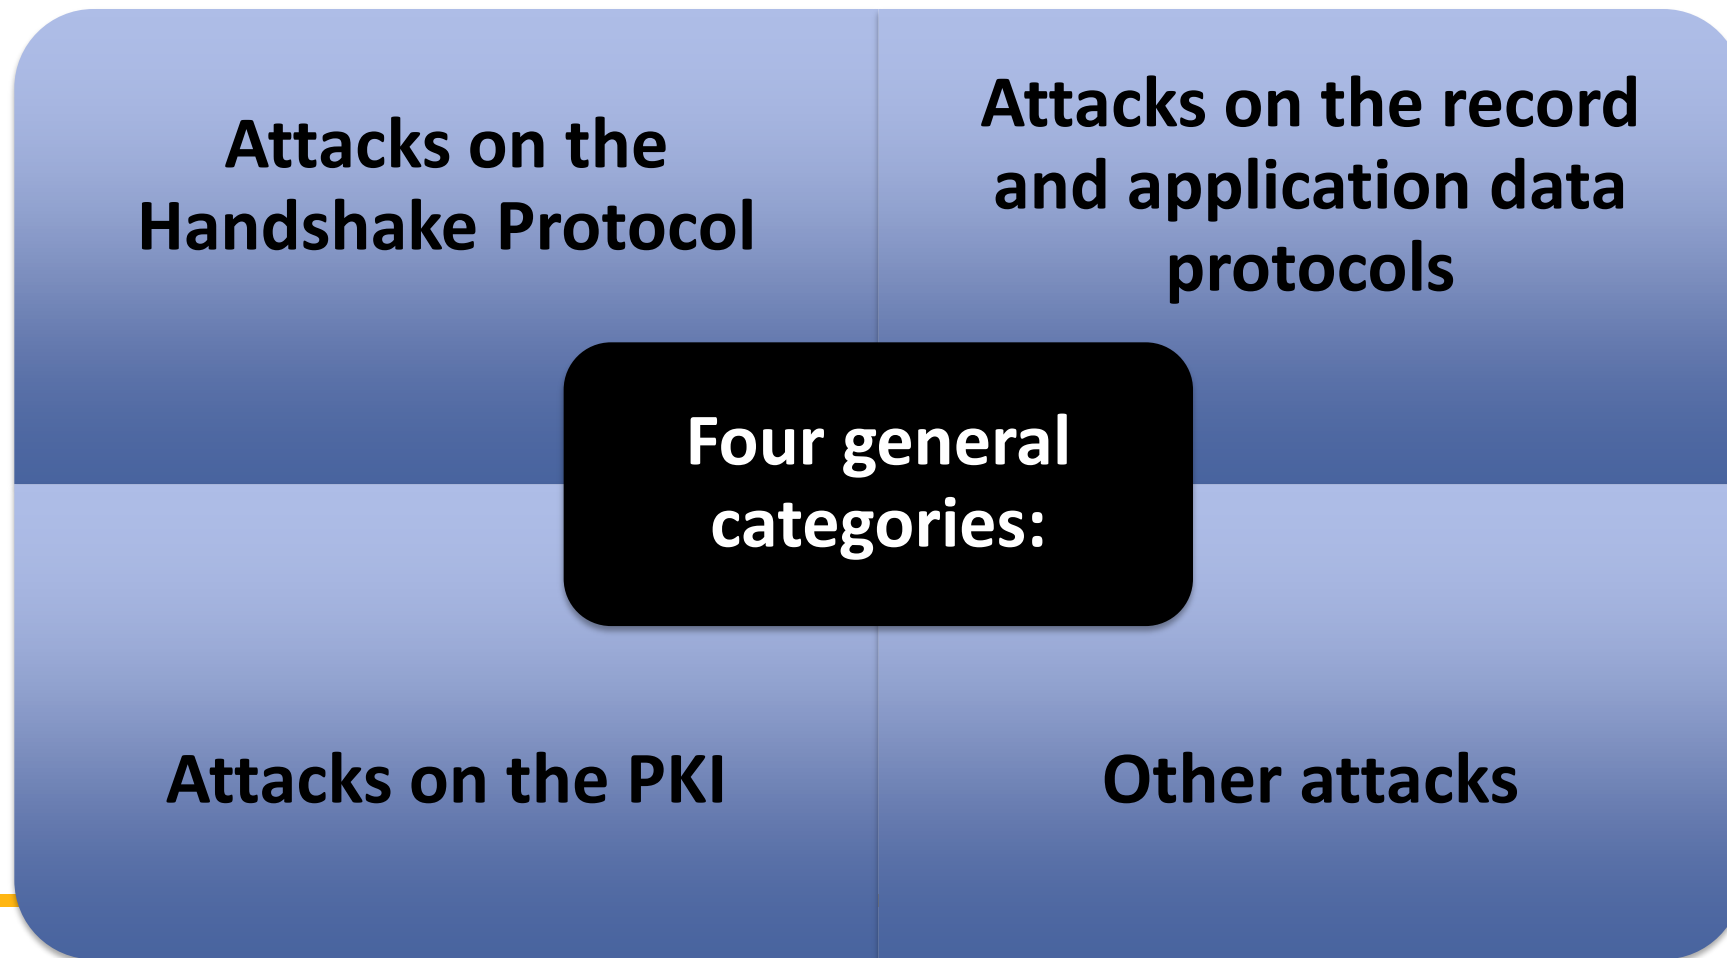 Attacks on the
Handshake Protocol
Attacks on the record
and application data
protocols
Four general
categories:
Attacks on the PKI
Other attacks